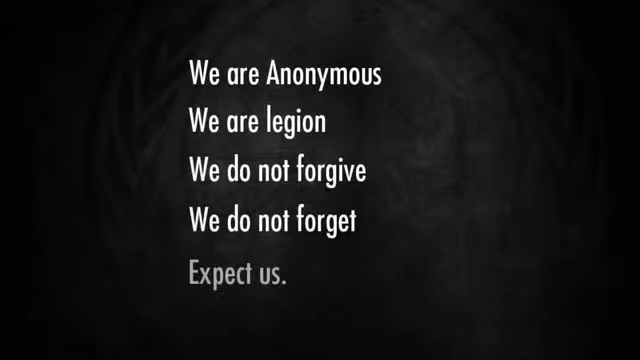 We are Anonymous
We are legion
We do not forgive
We do not forget
Expect us.